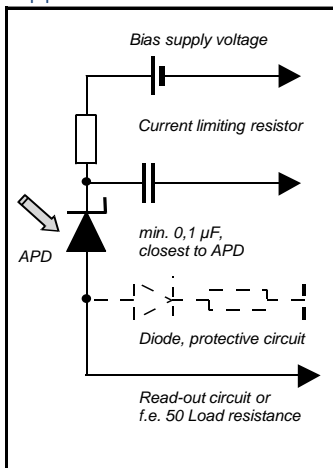 Bias supply voltage
Current limiting resistor
min. 0,1 µF,
closest to APD
APD
Diode, protective circuit
Read-out circuit or
f.e. 50 Load resistance